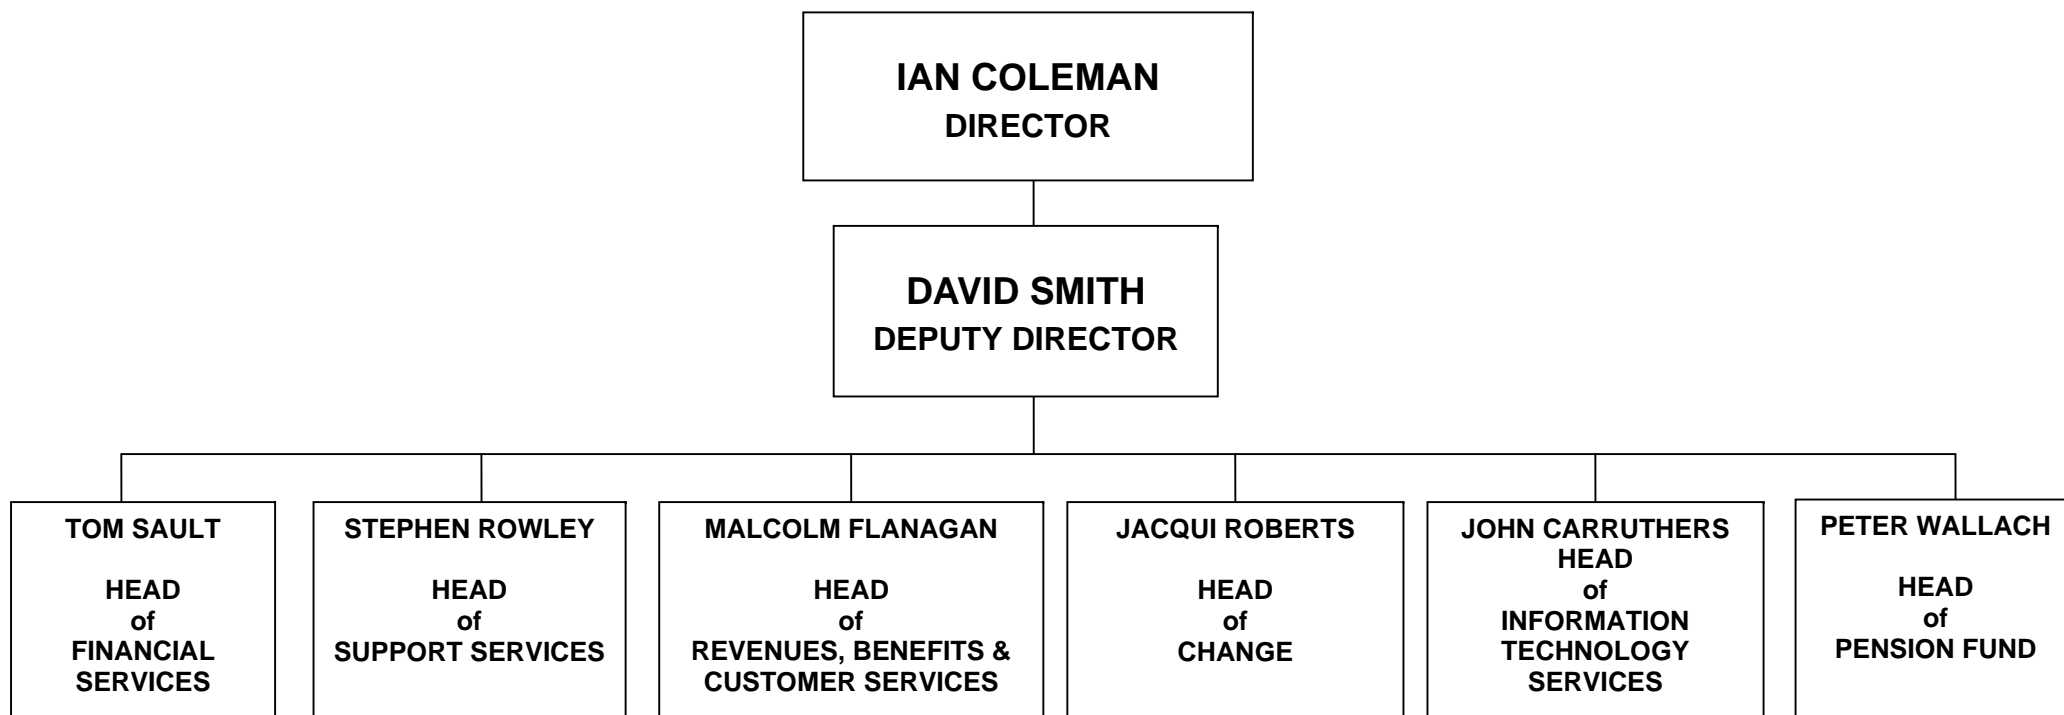 IAN COLEMAN
DIRECTOR
DAVID SMITH
DEPUTY DIRECTOR
TOM SAULT
HEAD
of
FINANCIAL
SERVICES
STEPHEN ROWLEY
HEAD
of
SUPPORT SERVICES
MALCOLM FLANAGAN
HEAD
of
REVENUES, BENEFITS &
CUSTOMER SERVICES
JACQUI ROBERTS
HEAD
of
CHANGE
JOHN CARRUTHERS
HEAD
of
INFORMATION
TECHNOLOGY
SERVICES
PETER WALLACH
HEAD
of
PENSION FUND